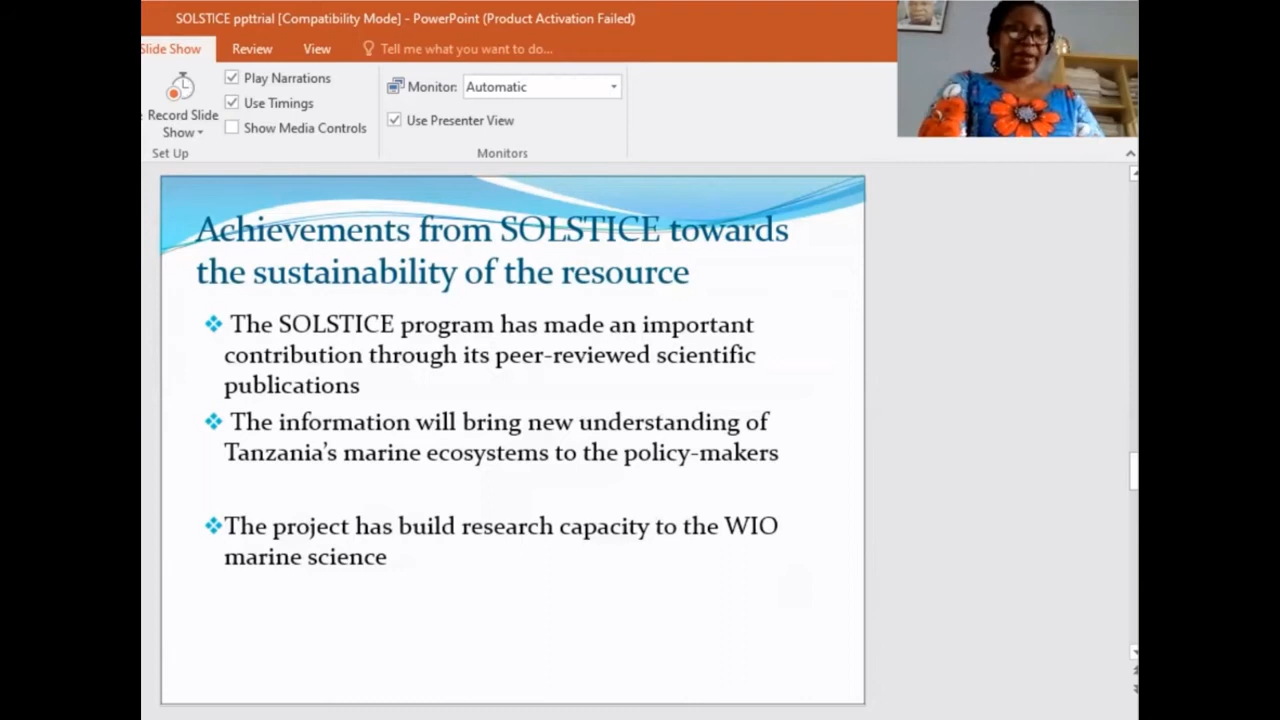 SOLSTICE ppttrial [Compatibility Mode] - PowerPoint (Product Activation Failed)
Slide Show Review View Tell me what you want to do...
Play Narrations
Use Timings
Show Media Controls
Record Slide
Show
Set Up
Monitor: Automatic
Use Presenter View
Monitors
Achievements from SOLSTICE towards
the sustainability of the resource
The SOLSTICE program has made an important
contribution through its peer-reviewed scientific
publications
The information will bring new understanding of
Tanzania's marine ecosystems to the policy-makers
The project has build research capacity to the WIO
marine science